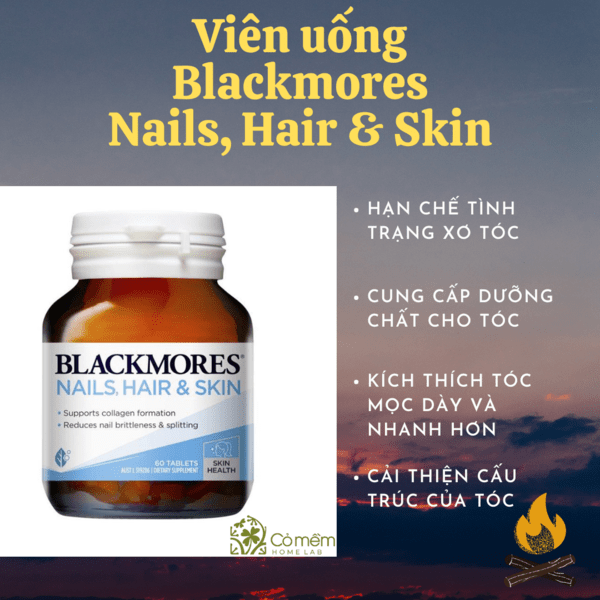 Viên uống
Blackmores
Nails, Hair & Skin
• HẠN CHẾ TÌNH
TRẠNG XƠ TÓC
• CUNG CẤP DƯỠNG
CHẤT CHO TÓC
• KÍCH THÍCH TÓC
MỌC DÀY VÀ
NHANH HƠN
• CẢI THIỆN CẤU
TRÚC CỦA TÓC
BLACKMORES®
NAILS, HAIR & SKIN
• Supports collagen formation
• Reduces nail brittleness & splitting
60 TABLETS
DIETARY SUPPLEMENT
SKIN
HEALTH
Cỏ mềm
HOME LAB